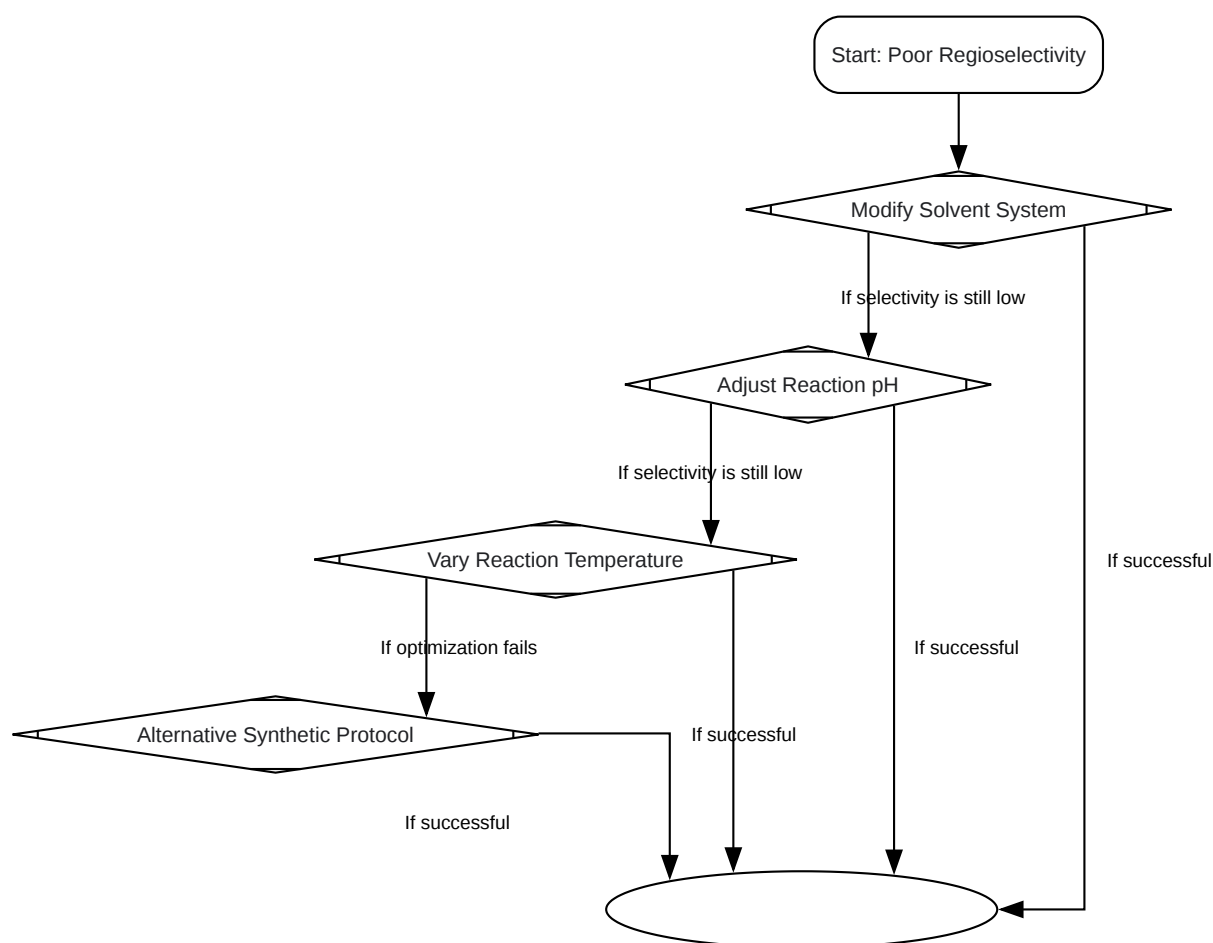 Start: Poor Regioselectivity
Modify Solvent System
If selectivity is still low
Adjust Reaction pH
If selectivity is still low
Vary Reaction Temperature
If successful
If optimization fails
If successful
Alternative Synthetic Protocol
If successful
If successful